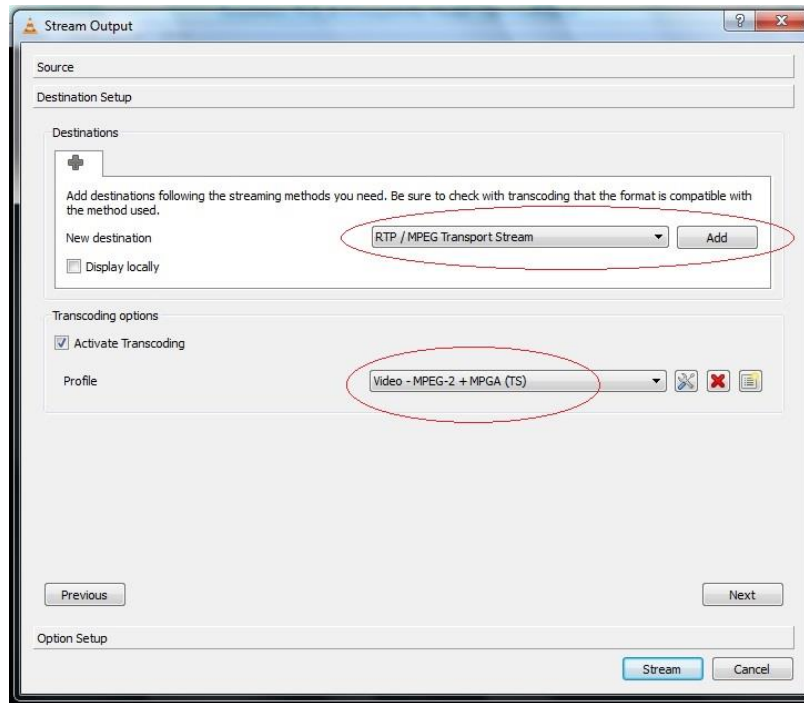 Stream Output
Source
Destination Setup
Destinations
Add destinations following the streaming methods you need. Be sure to check with transcoding that the format is compatible with
the method used.
New destination
RTP / MPEG Transport Stream
Add
Display locally
Transcoding options
Activate Transcoding
Profile
Video - MPEG-2 + MPGA (TS)
Previous
Next
Option Setup
Stream
Cancel